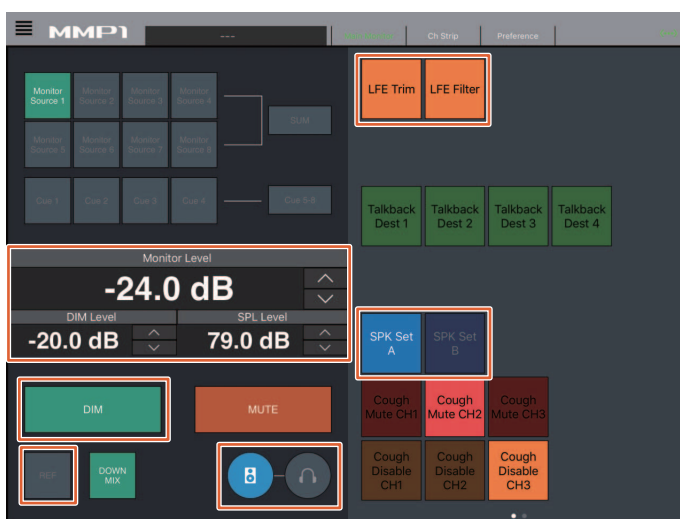 MMP1
---
Ch Strip
Preference
Monitor Source 1
Monitor Source 2
Monitor Source 3
Monitor Source 4
SUM
Monitor Source 5
Monitor Source 6
Monitor Source 7
Monitor Source 8
Cue 1
Cue 2
Cue 3
Cue 4
Cue 5-8
LFE Trim
LFE Filter
Talkback Dest 1
Talkback Dest 2
Talkback Dest 3
Talkback Dest 4
Monitor Level
-24.0 dB
DIM Level
SPL Level
-20.0 dB
79.0 dB
SPK Set A
SPK Set B
DIM
MUTE
Cough Mute CH1
Cough Mute CH2
Cough Mute CH3
REF
DOWN MIX
Cough Disable CH1
Cough Disable CH2
Cough Disable CH3